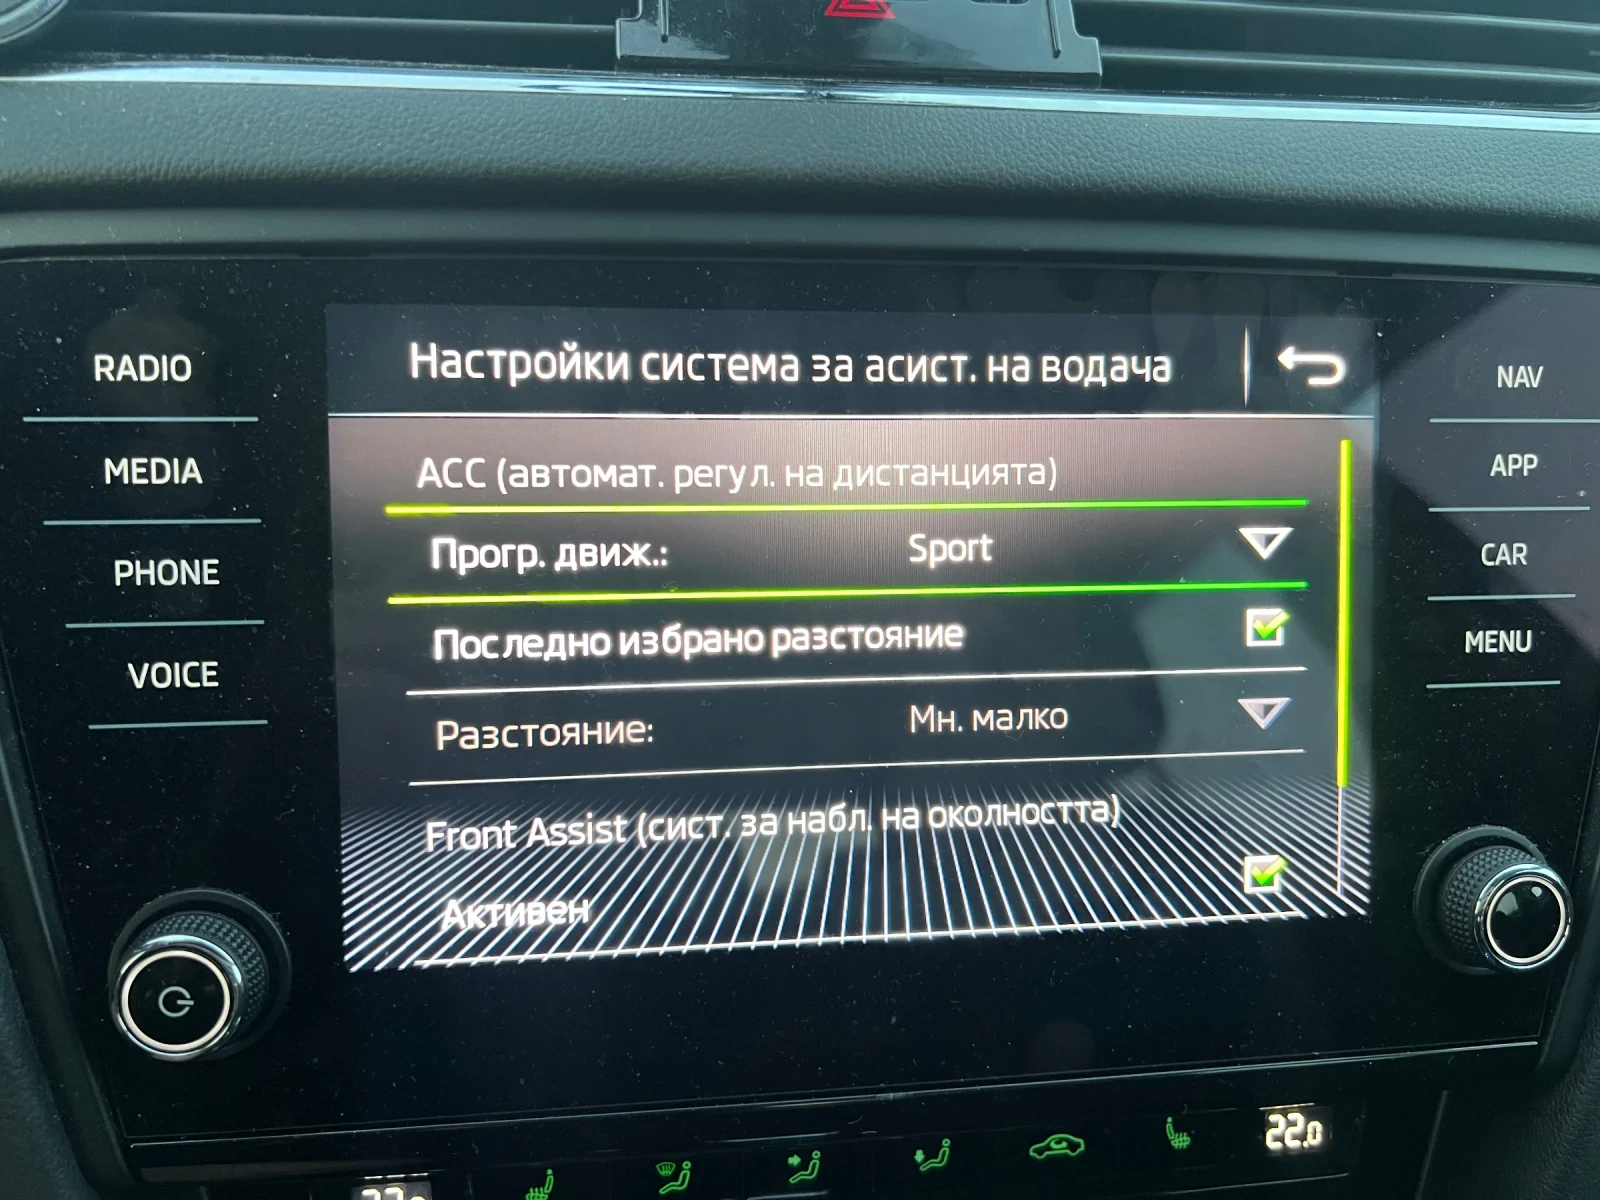 RADIO
MEDIA
PHONE
VOICE
Настройки система за асист. на водача
ACC (автомат. регул. на дистанцията)
Прогр. движ.: Sport
Последно избрано разстояние
Разстояние: Мн. малко
Front Assist (сист. за набл. на околността)
Активен
NAV
APP
CAR
MENU
22.0